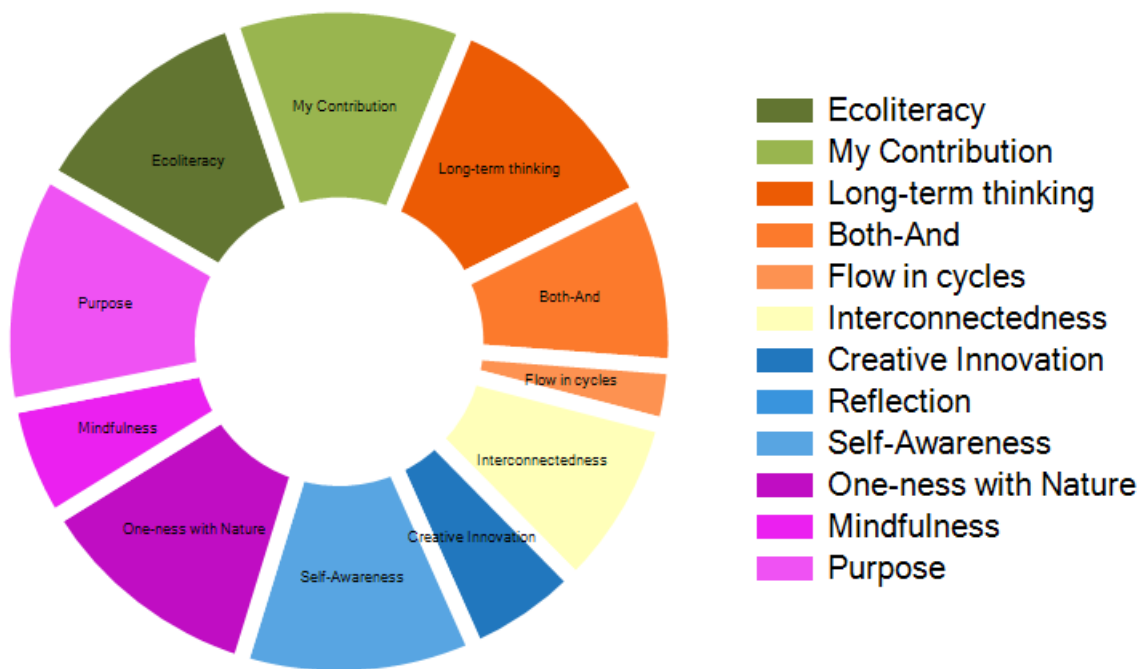 My Contribution
Ecoliteracy
Long-term thinking
Purpose
Both-And
Flow in cycles
Mindfulness
Interconnectedness
One-ness with Nature
Creative Innovation
Self-Awareness
Ecoliteracy
My Contribution
Long-term thinking
Both-And
Flow in cycles
Interconnectedness
Creative Innovation
Reflection
Self-Awareness
One-ness with Nature
Mindfulness
Purpose